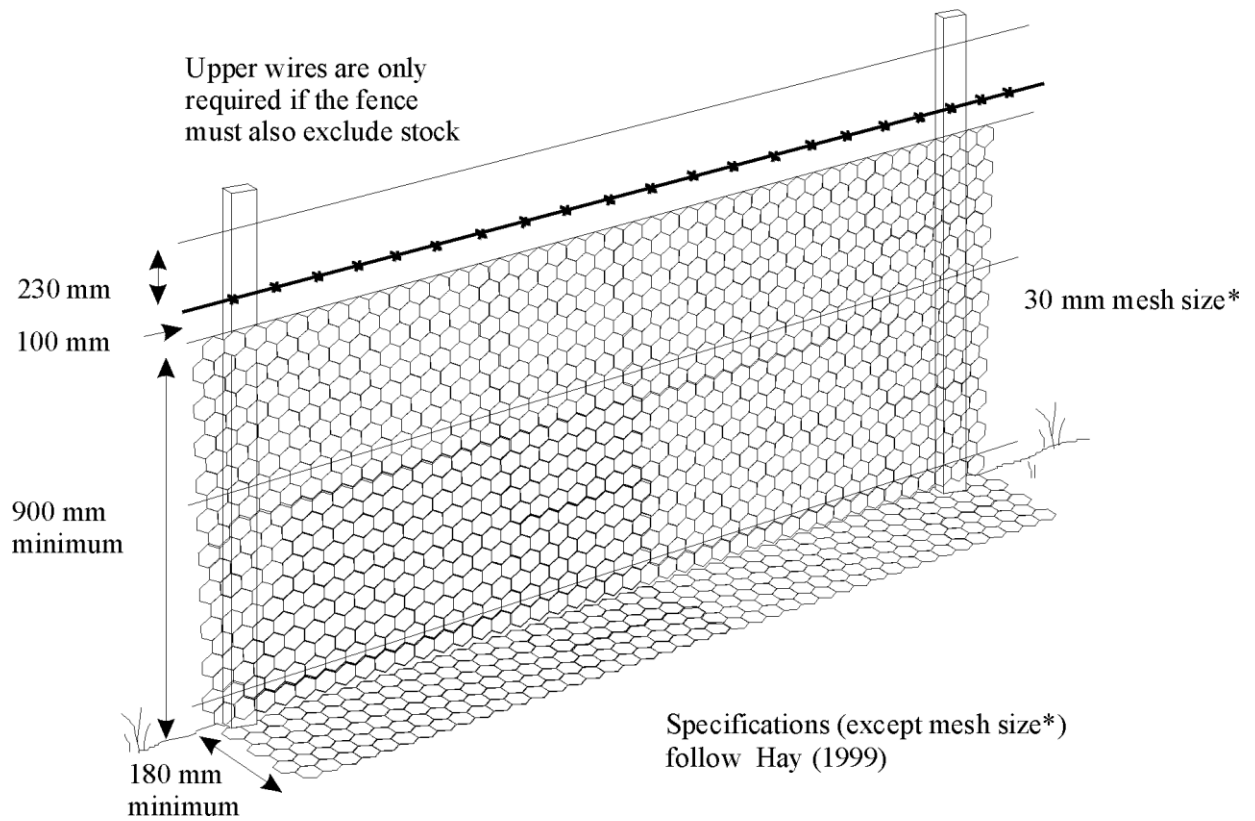 Upper wires are only
required if the fence
must also exclude stock
230 mm
100 mm
30 mm mesh size*
900 mm
minimum
180 mm
minimum
Specifications (except mesh size*)
follow Hay (1999)